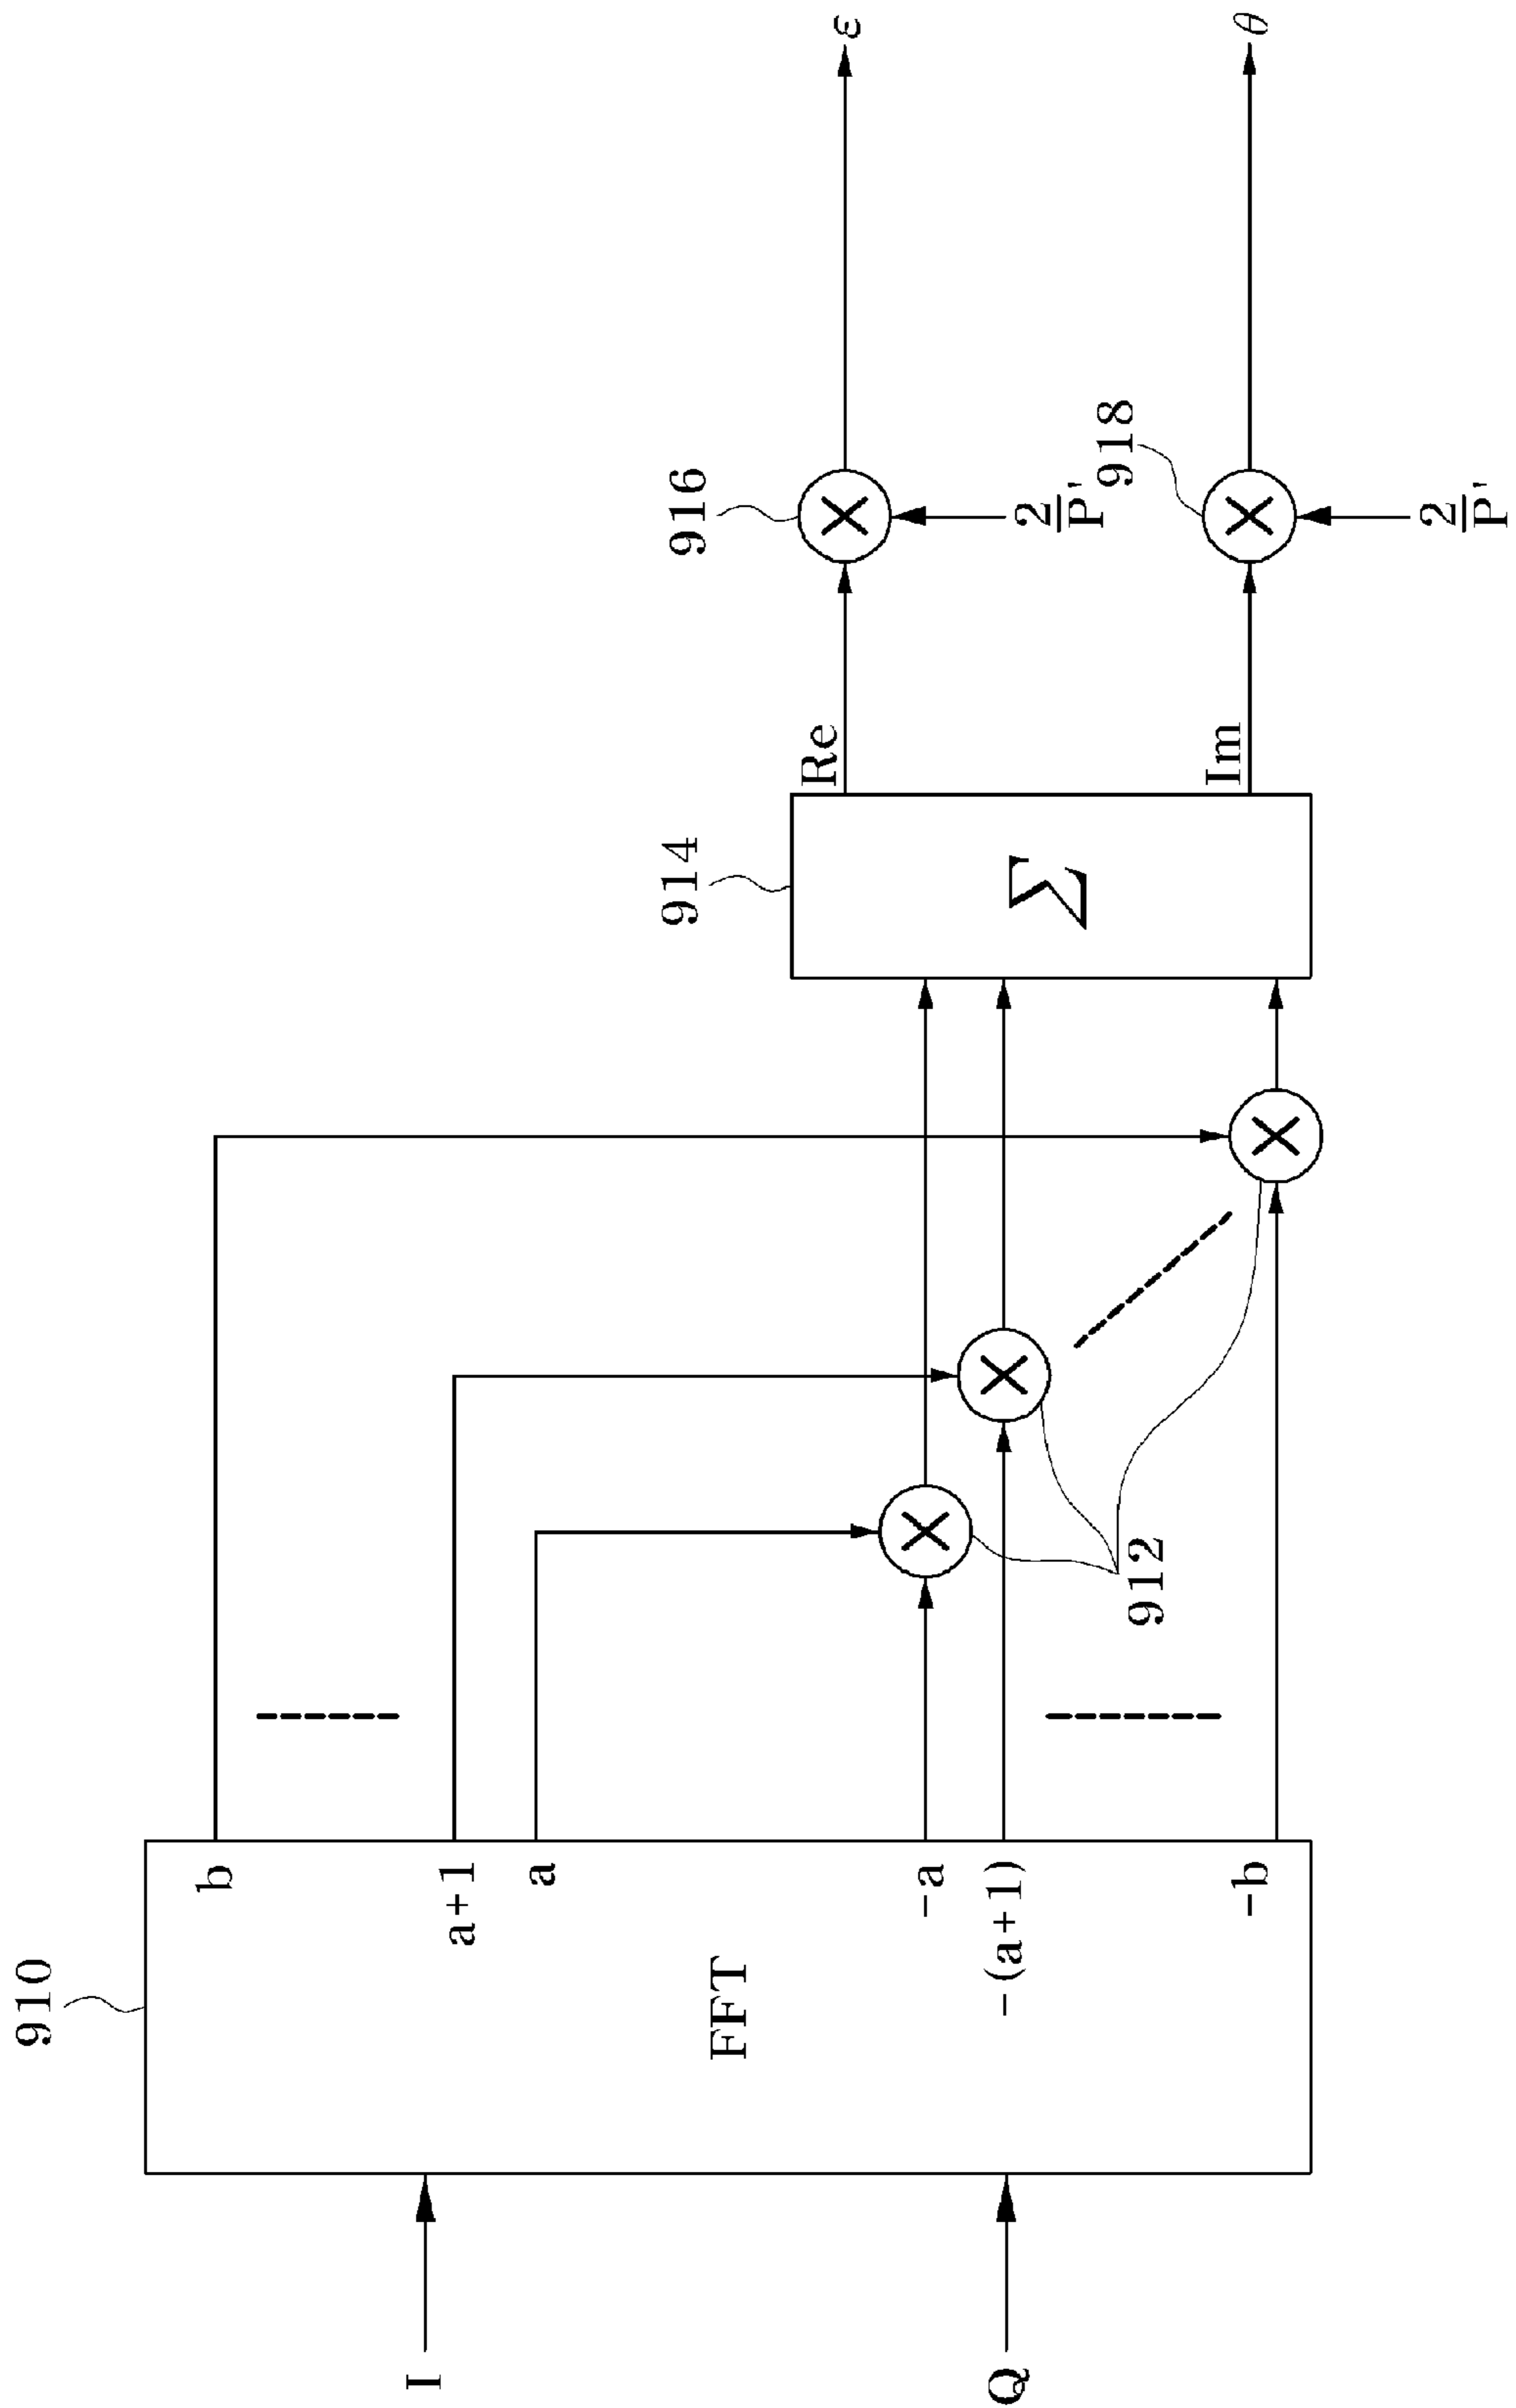 910
I
Q
FFT
b
a+1
a
-a
-(a+1)
-b
912
914
Σ
Re
Im
916
2
P'
ε
918
2
P'
θ